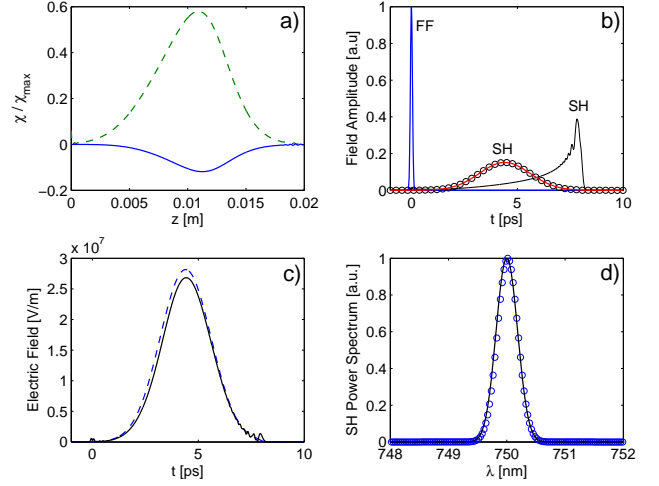 a)
0.6
0.4
0.2
0
−0.2
χ / χmax
0 0.005 0.01 0.015 0.02
z [m]
b)
1
0.8
0.6
0.4
0.2
0
Field Amplitude [a.u]
FF
SH
SH
0 5 10
t [ps]
c)
x 10^7
3
2.5
2
1.5
1
0.5
0
Electric Field [V/m]
0 5 10
t [ps]
d)
1
0.8
0.6
0.4
0.2
0
SH Power Spectrum [a.u.]
748 749 750 751 752
λ [nm]